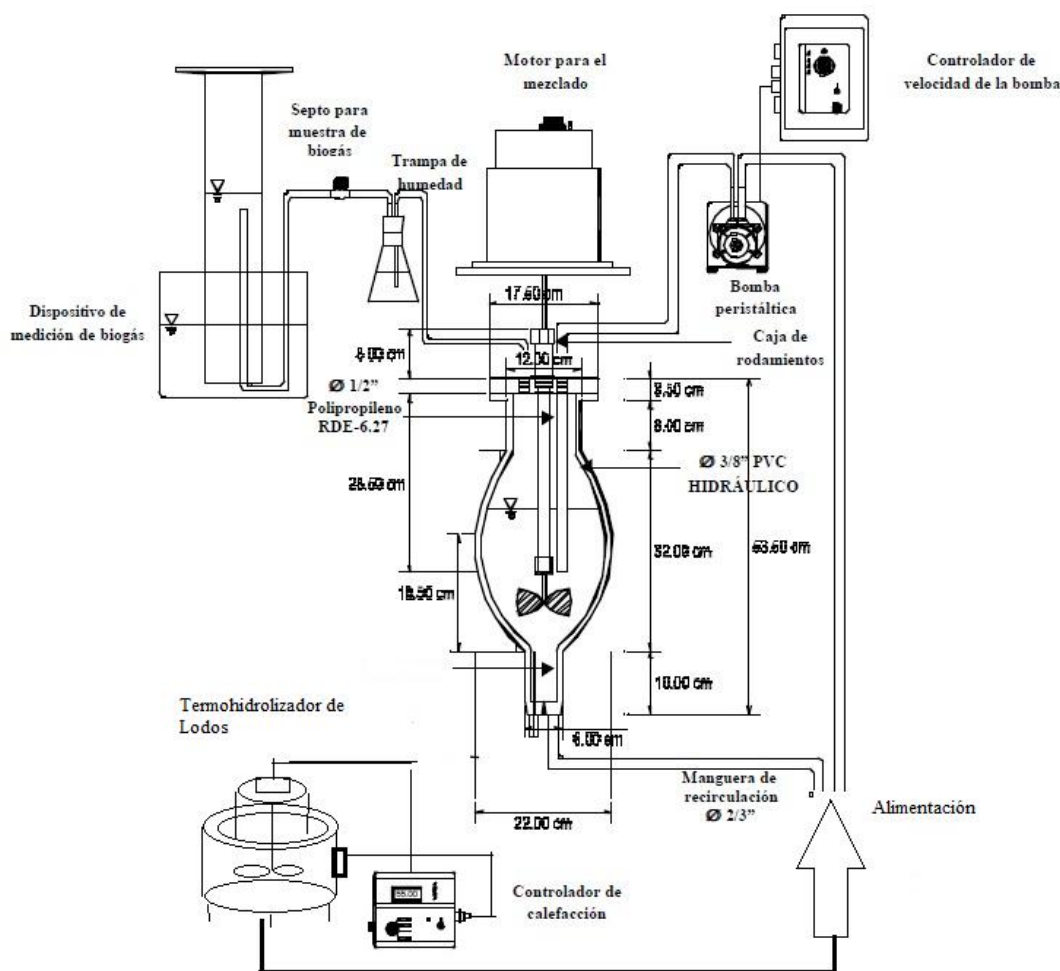 Motor para el
mezclado
Controlador de
velocidad de la bomba
Septo para
muestra de
biogás
Trampa de
humedad
Bomba
peristáltica
17.60 cm
Dispositivo de
medición de biogás
Caja de
rodamientos
12.00 cm
Ø 1/2"
Polipropileno
RDE-6.27
8.00 cm
Ø 3/8" PVC
HIDRÁULICO
32.00 cm
10.00 cm
Termohidrolizador de
Lodos
Manguera de
recirculación
Ø 2/3"
Alimentación
22.00 cm
Controlador de
calefacción